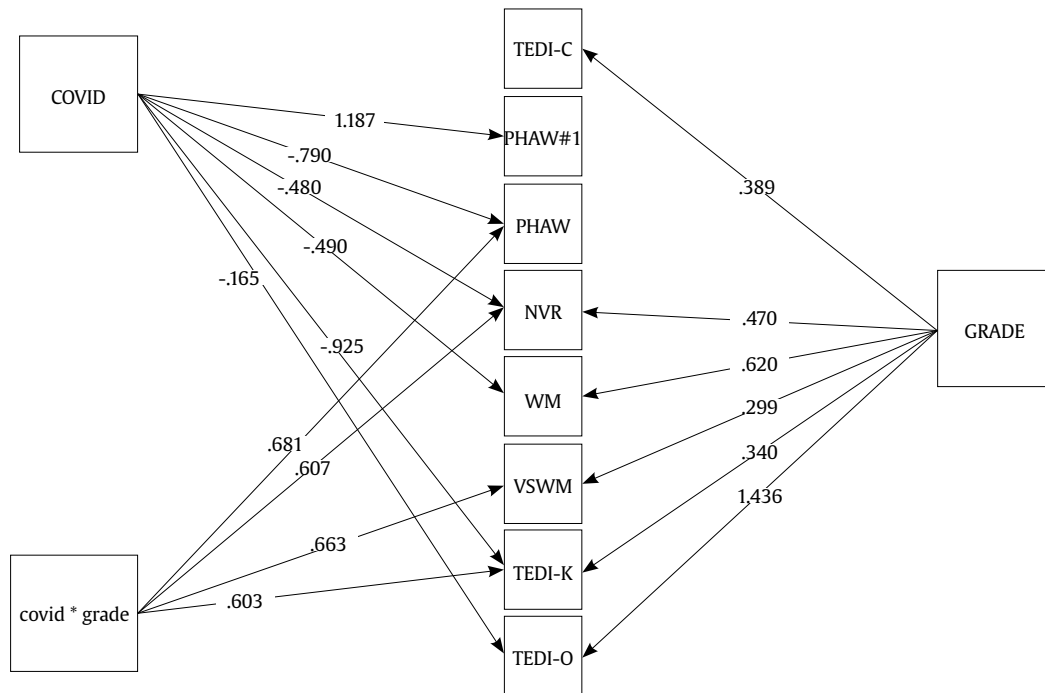 TEDI-C
COVID
1.187
PHAW#1
-.790
-.480
.389
PHAW
-.490
-.165
NVR
.470
GRADE
-.925
.620
WM
.299
.681
.340
.607
VSWM
1.436
.663
TEDI-K
.603
covid * grade
TEDI-O